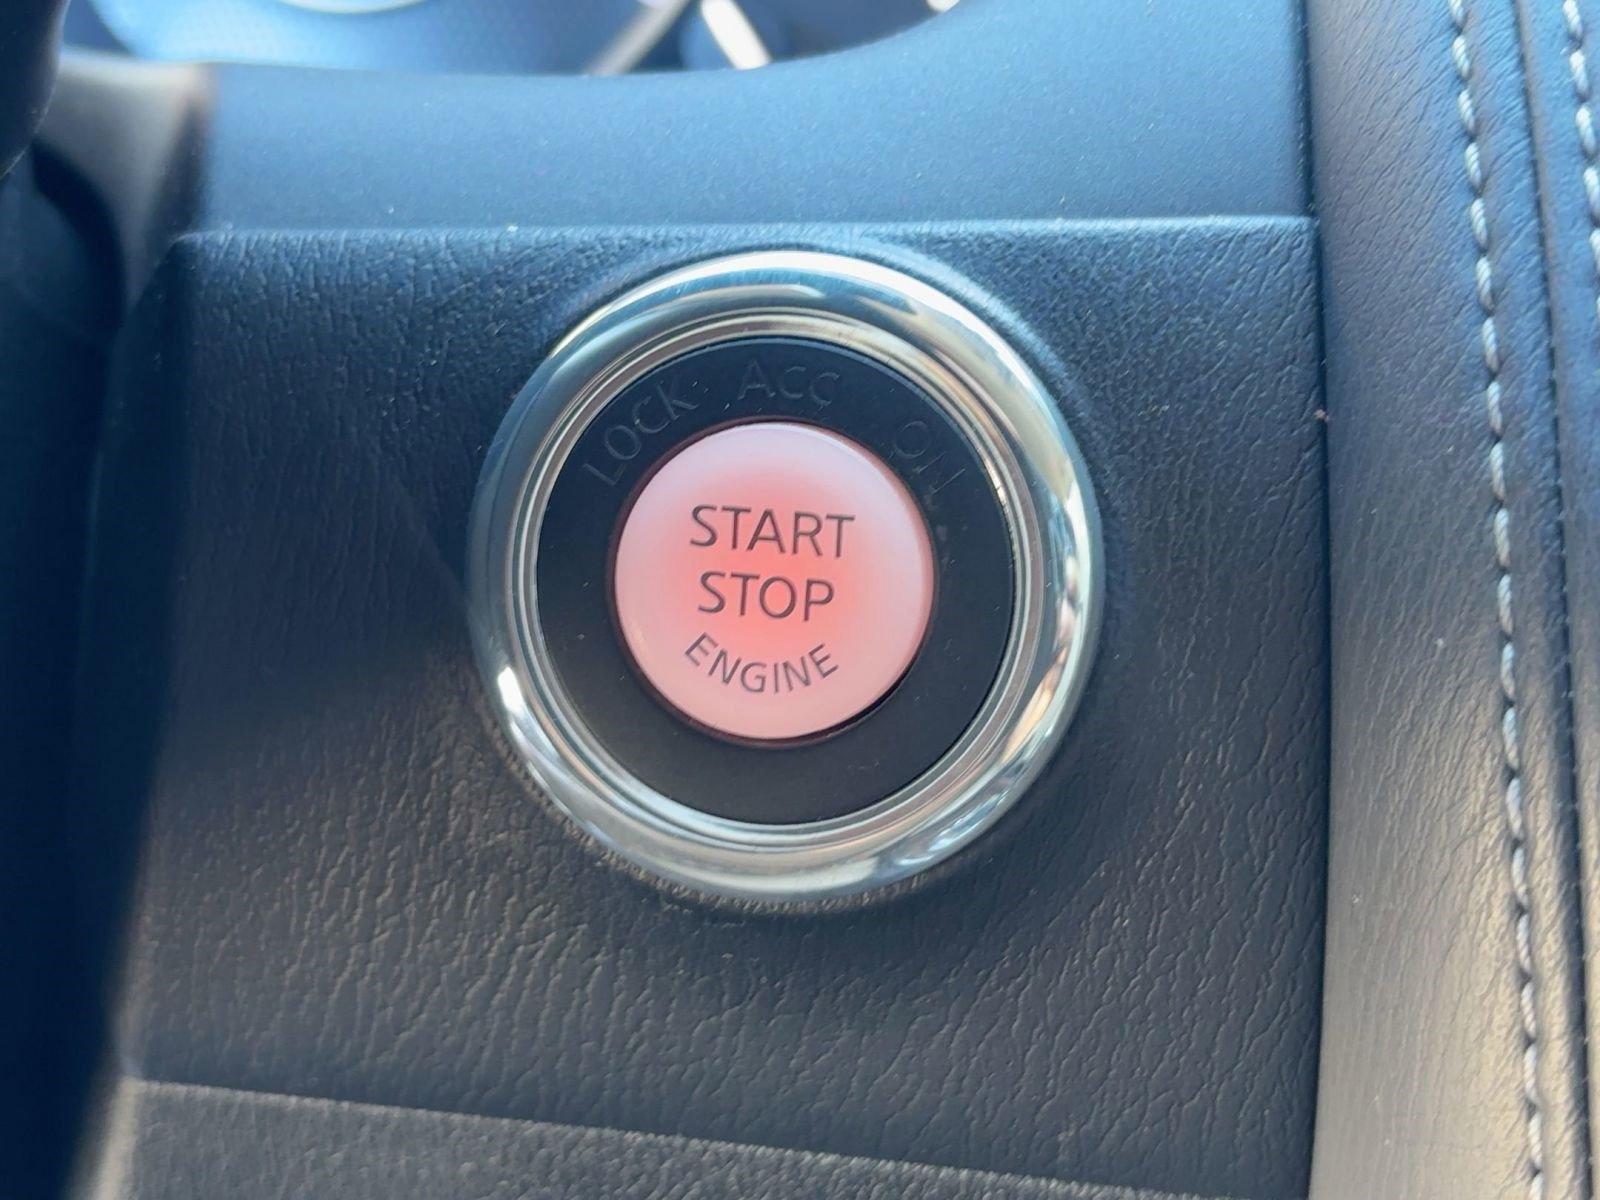 LOCK ACC ON
START
STOP
ENGINE